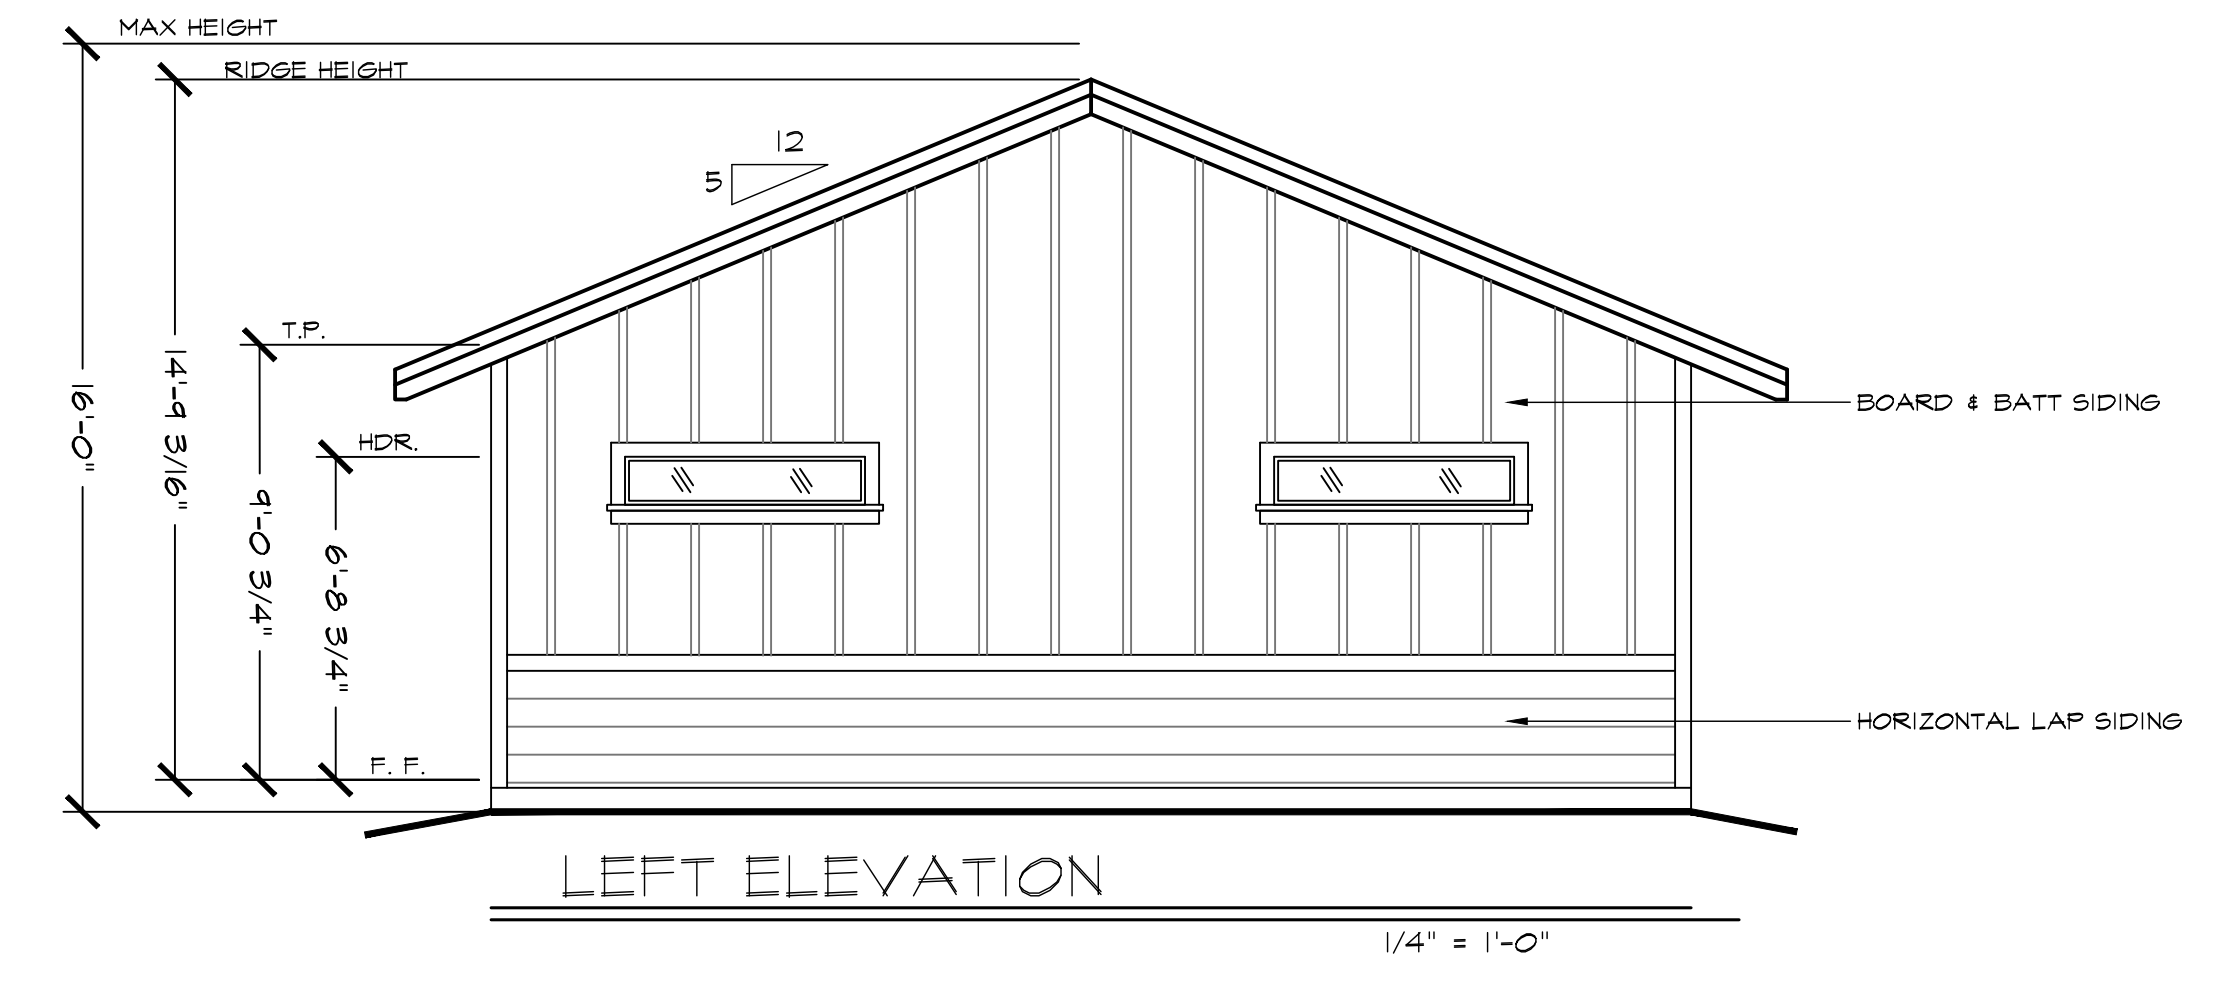 MAX HEIGHT
RIDGE HEIGHT
12
5
T.P.
14'-9 3/16"
16'-0"
BOARD & BATT SIDING
HDR.
9'-0 3/4"
6'-8 3/4"
HORIZONTAL LAP SIDING
F. F.
LEFT ELEVATION
1/4" = 1'-0"